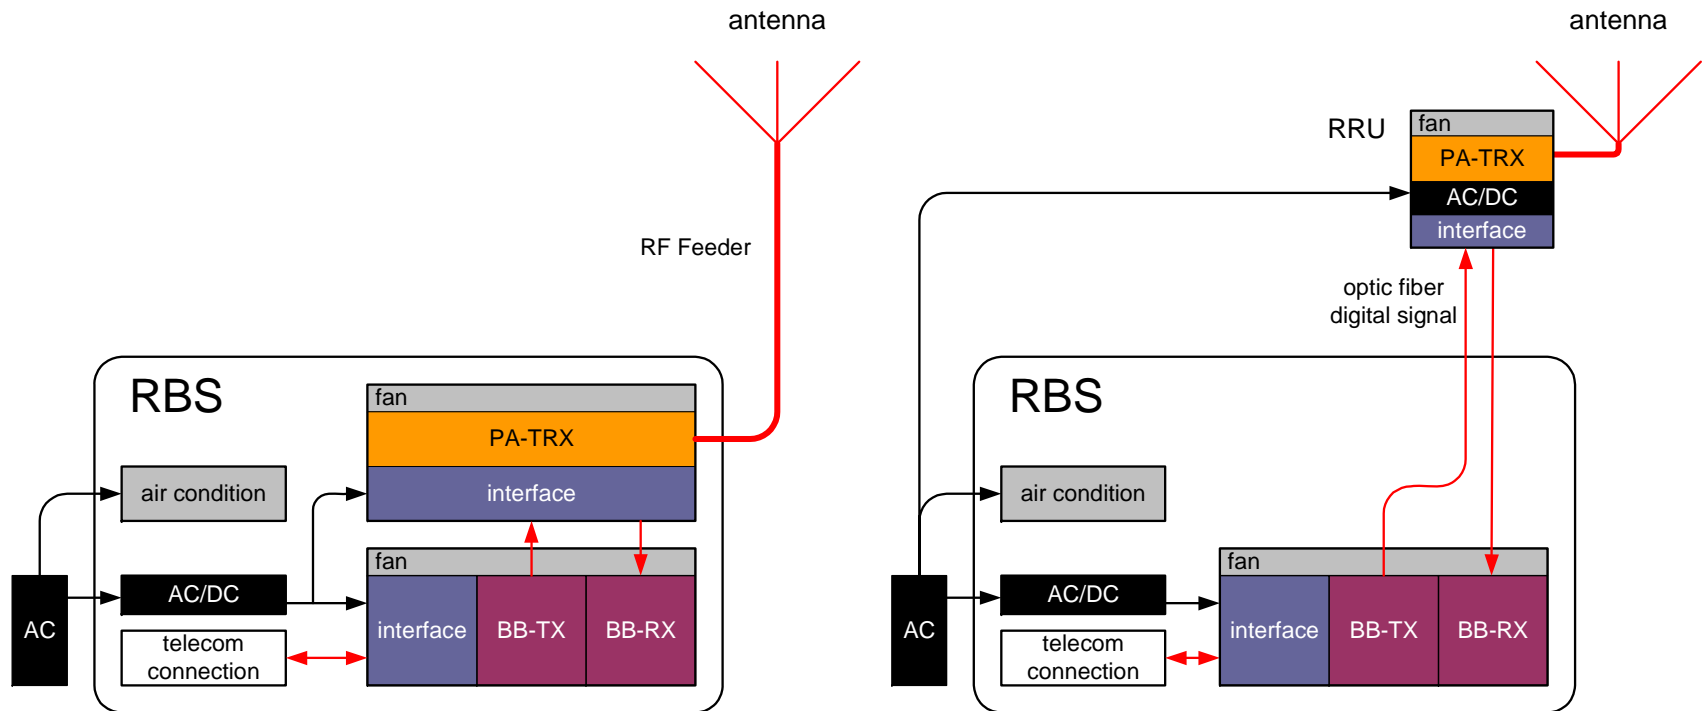 antenna
RF Feeder
RBS
fan
PA-TRX
interface
air condition
fan
AC
AC/DC
interface
BB-TX
BB-RX
telecom
connection
antenna
RRU
fan
PA-TRX
AC/DC
interface
optic fiber
digital signal
RBS
air condition
fan
AC
AC/DC
interface
BB-TX
BB-RX
telecom
connection